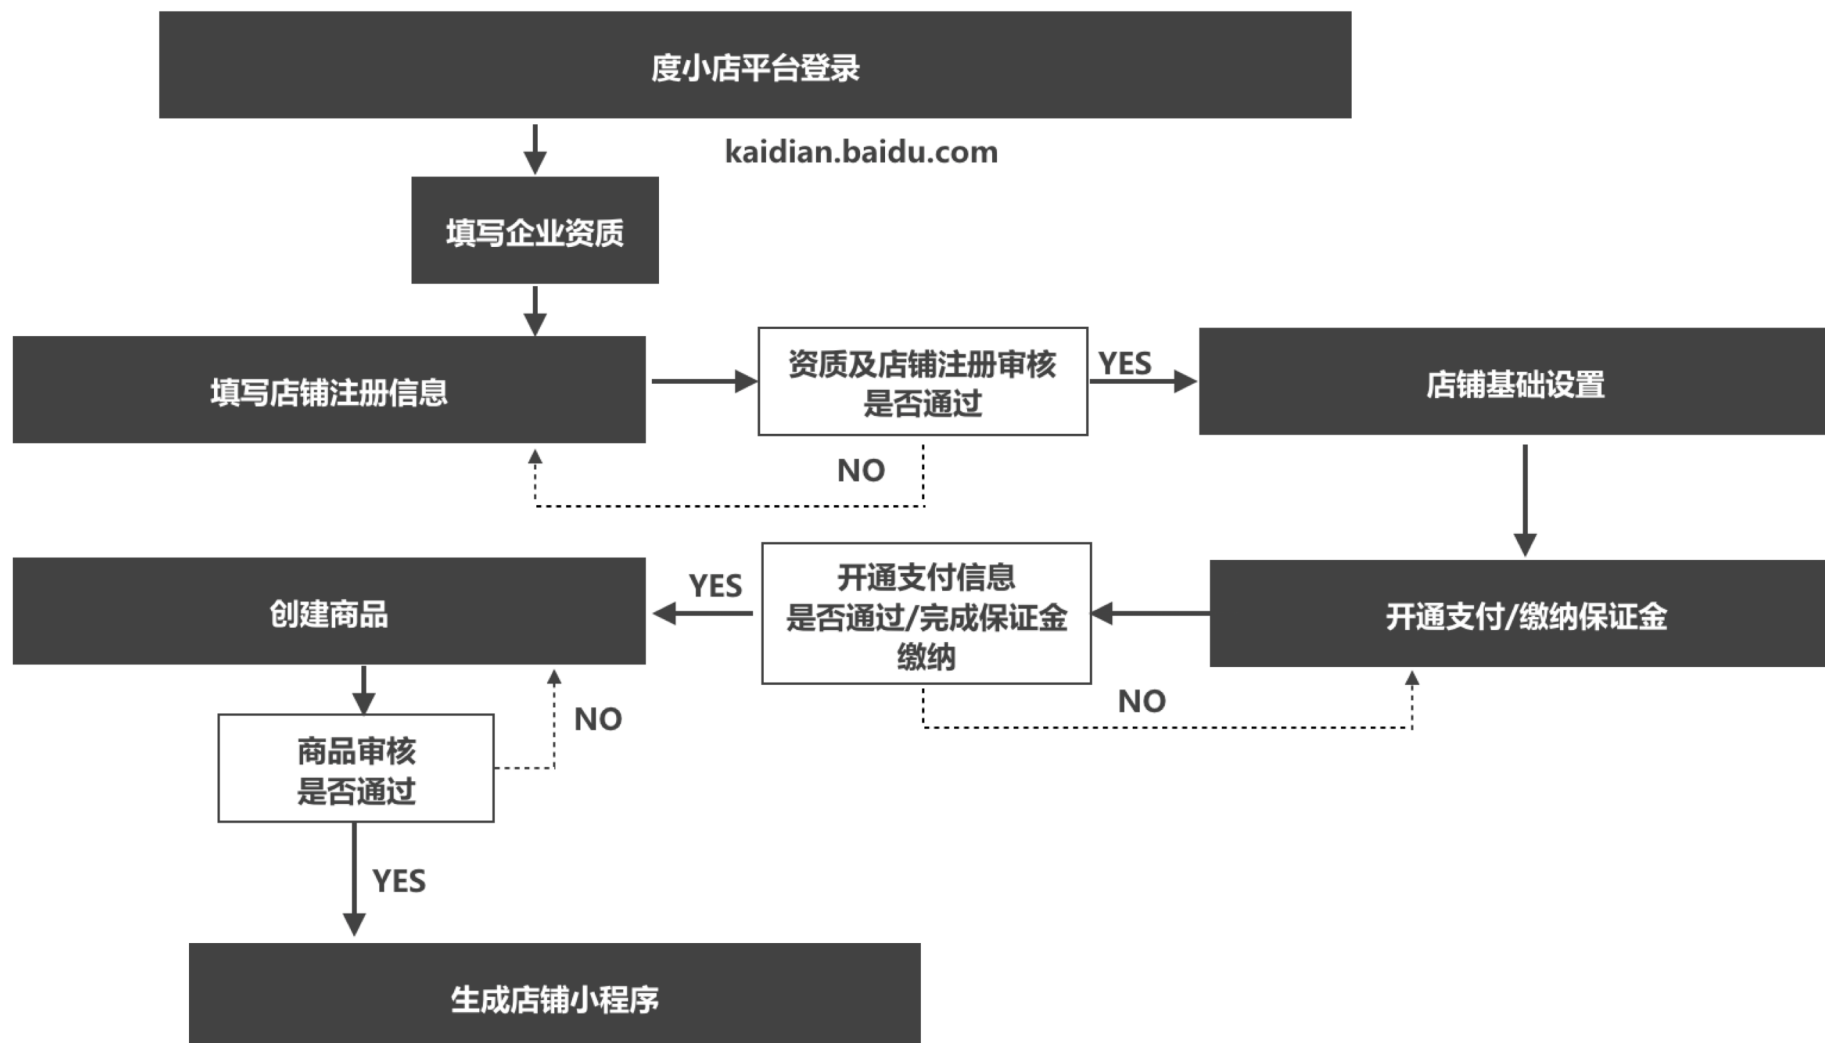 度小店平台登录
kaidian.baidu.com
填写企业资质
填写店铺注册信息
资质及店铺注册审核
是否通过
YES
店铺基础设置
NO
创建商品
YES
开通支付信息
是否通过/完成保证金
缴纳
开通支付/缴纳保证金
NO
NO
商品审核
是否通过
YES
生成店铺小程序